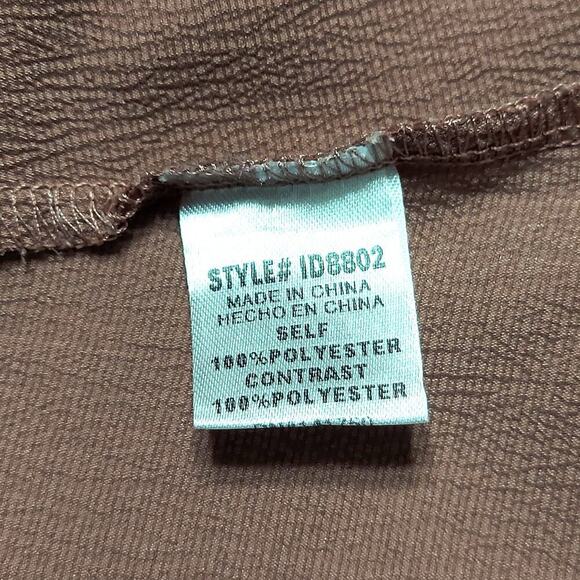 STYLE# ID8802
MADE IN CHINA
HECHO EN CHINA
SELF
100%POLYESTER
CONTRAST
100%POLYESTER